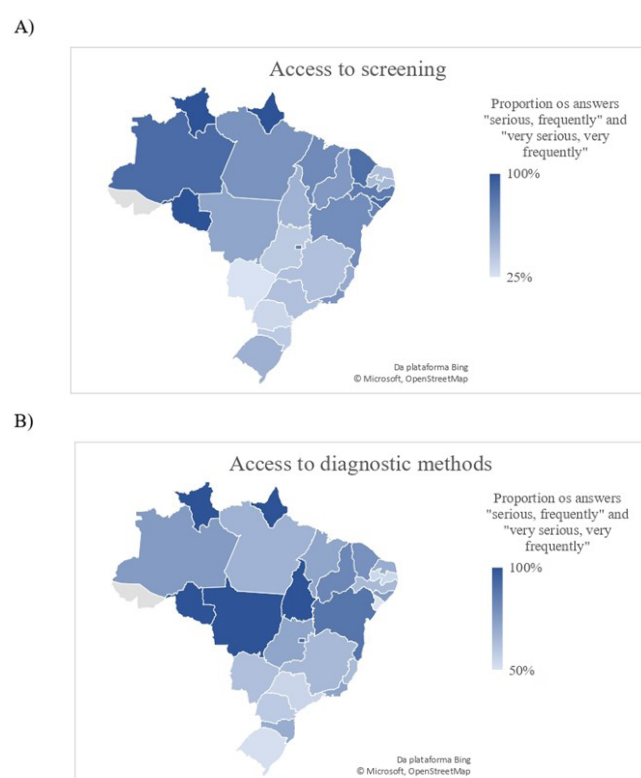 A)
Access to screening
Proportion os answers
"serious, frequently" and
"very serious, very
frequently"
100%
25%
Da plataforma Bing
© Microsoft, OpenStreetMap
B)
Access to diagnostic methods
Proportion os answers
"serious, frequently" and
"very serious, very
frequently"
100%
50%
Da plataforma Bing
© Microsoft, OpenStreetMap